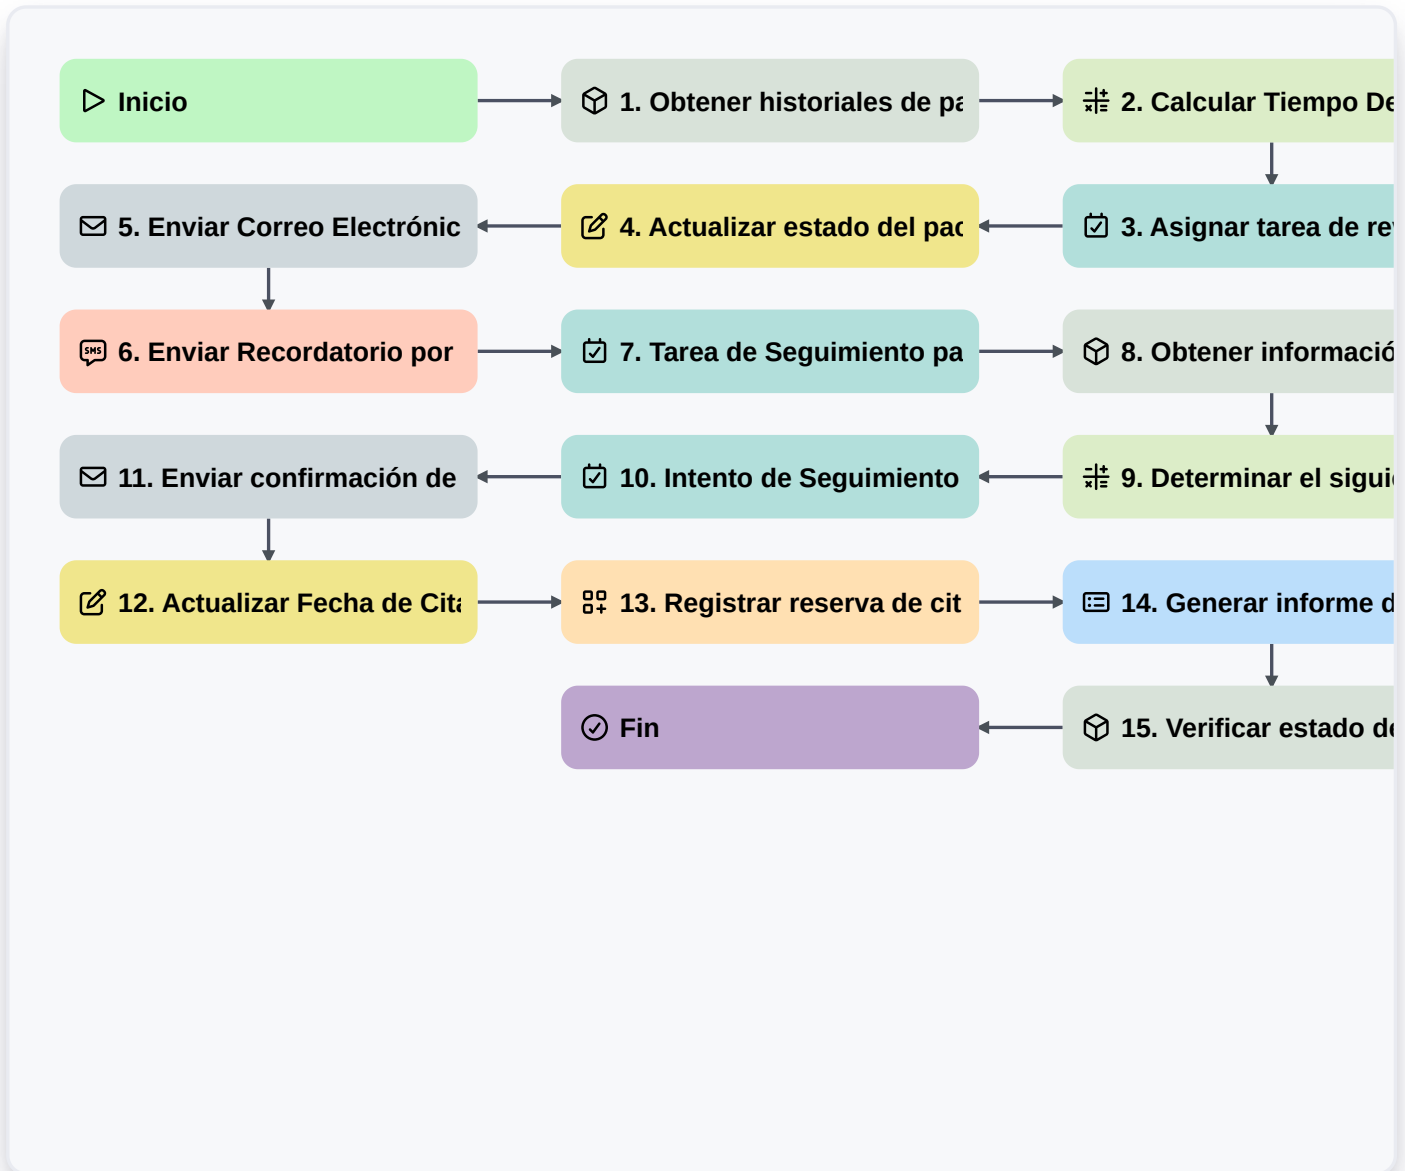 Inicio
1. Obtener historiales de
2. Calcular Tiempo
5. Enviar Correo
4. Actualizar estado del
3. Asignar tarea de
6. Enviar Recordatorio por
7. Tarea de Seguimiento
8. Obtener
11. Enviar confirmación de
10. Intento de Seguimiento
9. Determinar el
12. Actualizar Fecha de
13. Registrar reserva de
14. Generar informe
15. Verificar estado
Fin